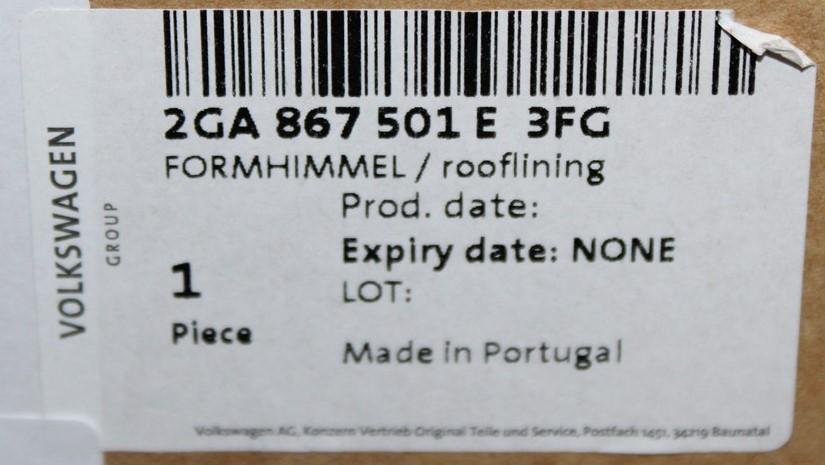 VOLKSWAGEN
GROUP
2GA 867 501 E 3FG
FORMHIMMEL / rooflining
Prod. date:
Expiry date: NONE
1
LOT:
Piece
Made in Portugal
Volkswagen AG, Konzern Vertrieb Original Teile und Service, Postfach 1451, 34219 Baunatal